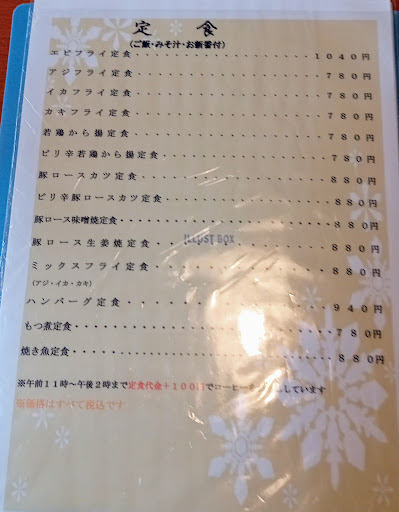 定 食
(ご飯・みそ汁・お新香付)
エビフライ定食・・・・・・・・・・・・・・・・・１０４０円
アジフライ定食・・・・・・・・・・・・・・・・・・７８０円
イカフライ定食・・・・・・・・・・・・・・・・・・７８０円
カキフライ定食・・・・・・・・・・・・・・・・・・７８０円
若鶏から揚定食・・・・・・・・・・・・・・・・・・７８０円
ピリ辛若鶏から揚定食・・・・・・・・・・・・・・・７８０円
豚ロースカツ定食・・・・・・・・・・・・・・・・・８８０円
ピリ辛豚ロースカツ定食・・・・・・・・・・・・・・８８０円
豚ロース味噌焼定食・・・・・・・・・・・・・・・・８８０円
豚ロース生姜焼定食・・・・・・・・・・・・・・・・８８０円
ILLUST BOX
ミックスフライ定食・・・・・・・・・・・・・・・・８８０円
(アジ・イカ・カキ)
ハンバーグ定食・・・・・・・・・・・・・・・・・・９４０円
もつ煮定食・・・・・・・・・・・・・・・・・・・・７８０円
焼き魚定食・・・・・・・・・・・・・・・・・・・・８８０円
※午前１１時～午後２時まで定食代金＋１００円でコーヒーを しています
※価格はすべて税込です